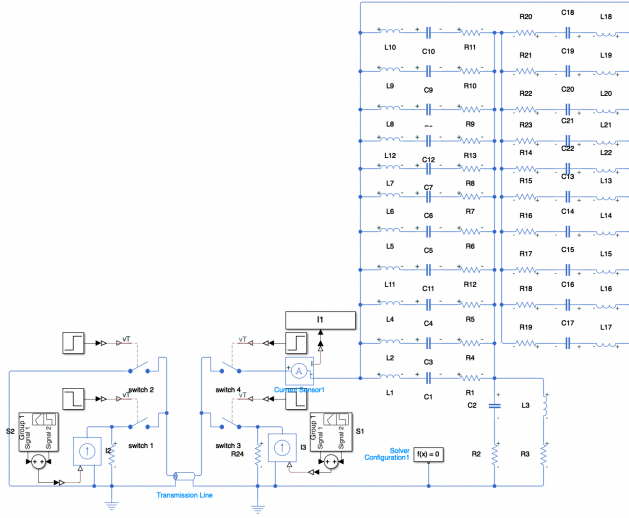 C18
R20 L18
L10 C10 R11 C19
R21 L19
L9 C9 R10 C20
R22 L20
L8 R9 C21
R23 L21
L12 C12 R13 C22
R14 L22
L7 C7 R8 C13
R15 L13
L6 C6 R7 C14
R16 L14
L5 C5 R6 C15
R17 L15
L11 C11 R12 C16
R18 L16
I1
L4 C4 R5 C17
vT vT R19 L17
L2 C3 R4
A
switch 2 switch 4 Current Sensor1
L1 C1 R1
vT vT C2 L3
S2 Group 1 Signal 1 Signal 2
switch 1 switch 3
Group 1 Signal 1 Signal 2 S1
I2 R24 I3
Solver
Configuration1
f(x) = 0
R2 R3
Transmission Line